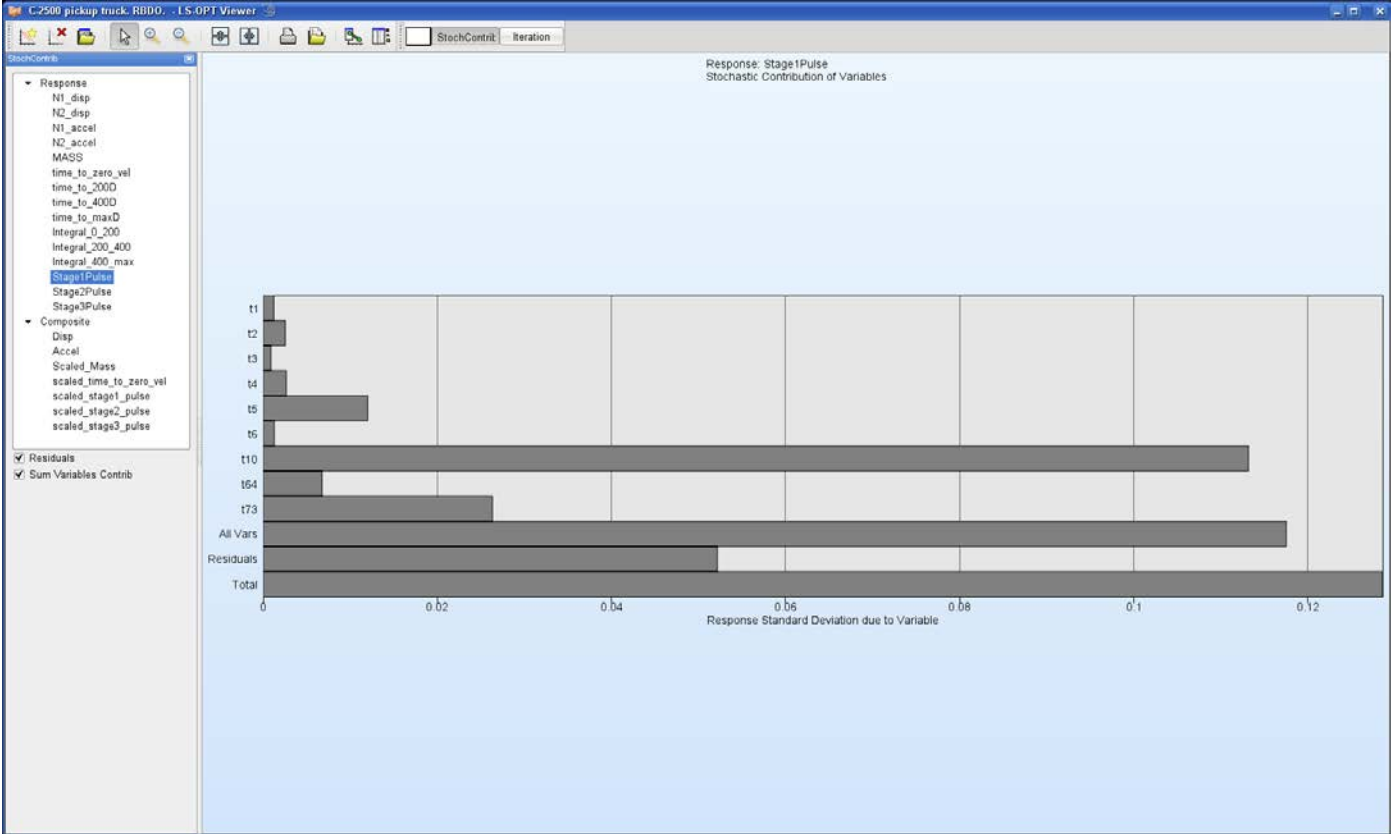 C-2500 pickup truck. RBDO. - LS-OPT Viewer
StochContrib Iteration
StochContrib
Response
N1_disp
N2_disp
N1_accel
N2_accel
MASS
time_to_zero_vel
time_to_200D
time_to_400D
time_to_maxD
Integral_0_200
Integral_200_400
Integral_400_max
Stage1Pulse
Stage2Pulse
Stage3Pulse
Composite
Disp
Accel
Scaled_Mass
scaled_time_to_zero_vel
scaled_stage1_pulse
scaled_stage2_pulse
scaled_stage3_pulse
Residuals
Sum Variables Contrib
Response: Stage1Pulse
Stochastic Contribution of Variables
t1
t2
t3
t4
t5
t6
t10
t64
t73
All Vars
Residuals
Total
0 0.02 0.04 0.06 0.08 0.1 0.12
Response Standard Deviation due to Variable